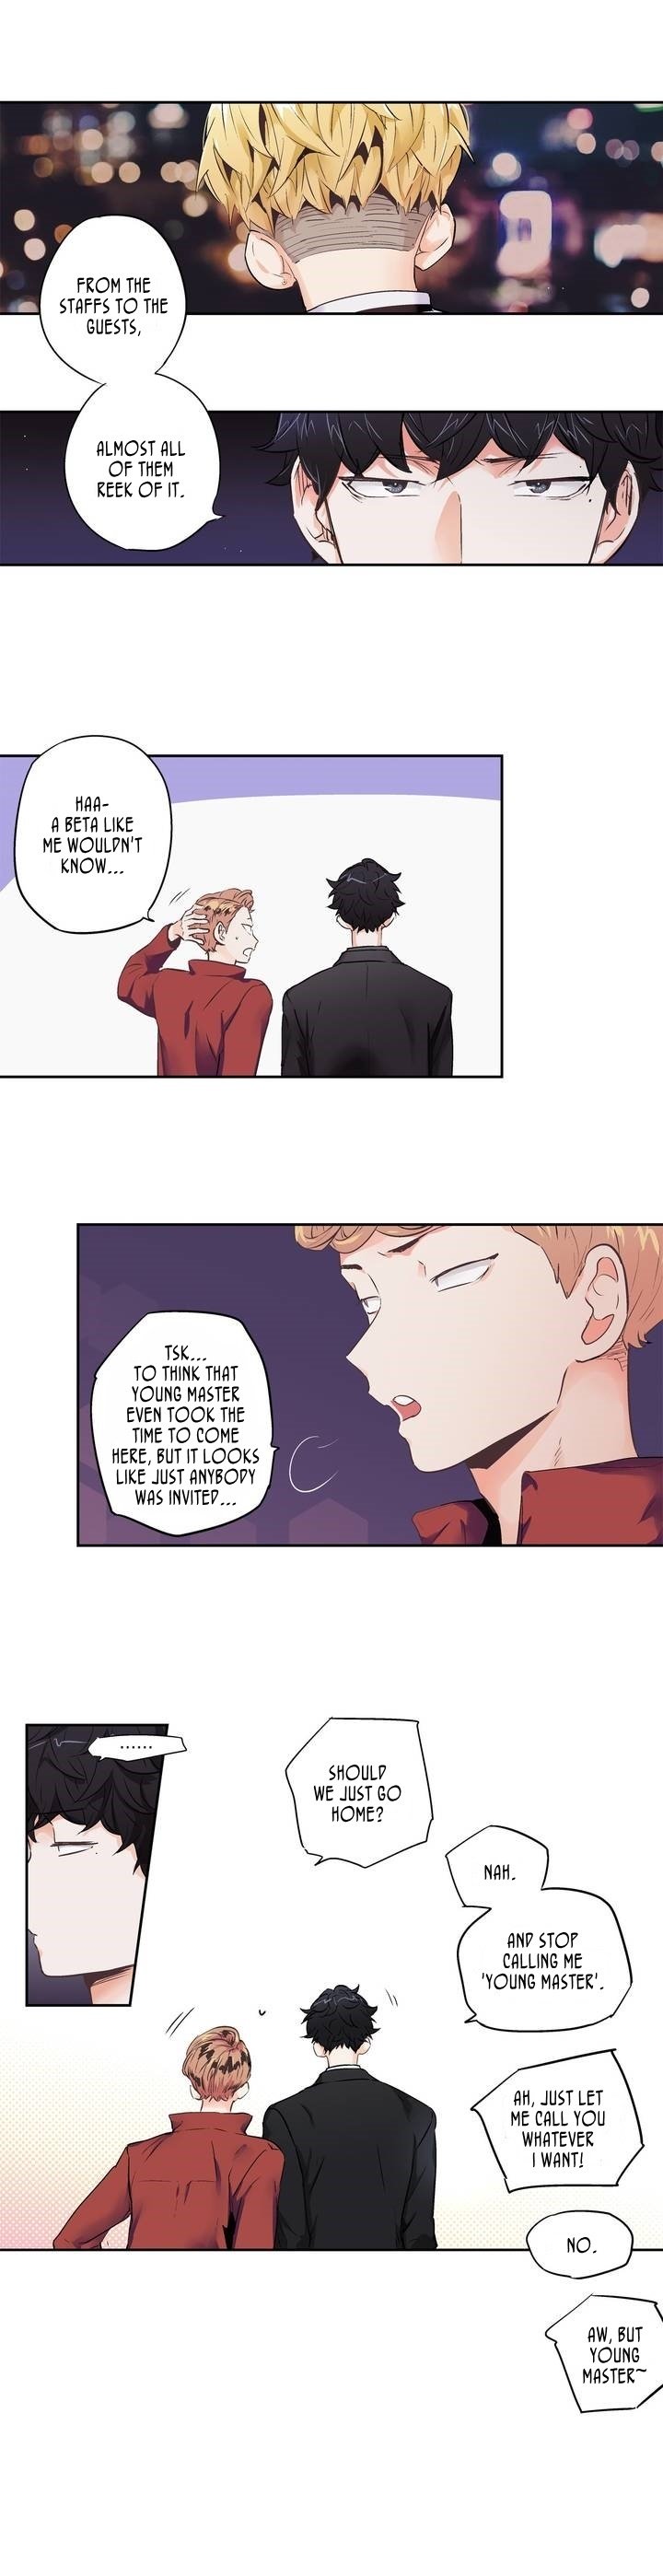 FROM THE
STAFFS TO THE
GUESTS,
ALMOST ALL
OF THEM
REEK OF IT.
HAA-
A BETA LIKE
ME WOULDN'T
KNOW...
TSK...
TO THINK THAT
YOUNG MASTER
EVEN TOOK THE
TIME TO COME
HERE, BUT IT LOOKS
LIKE JUST ANYBODY
WAS INVITED...
......
SHOULD
WE JUST GO
HOME?
NAH.
AND STOP
CALLING ME
'YOUNG MASTER'.
AH, JUST LET
ME CALL YOU
WHATEVER
I WANT!
NO.
AW, BUT
YOUNG
MASTER~